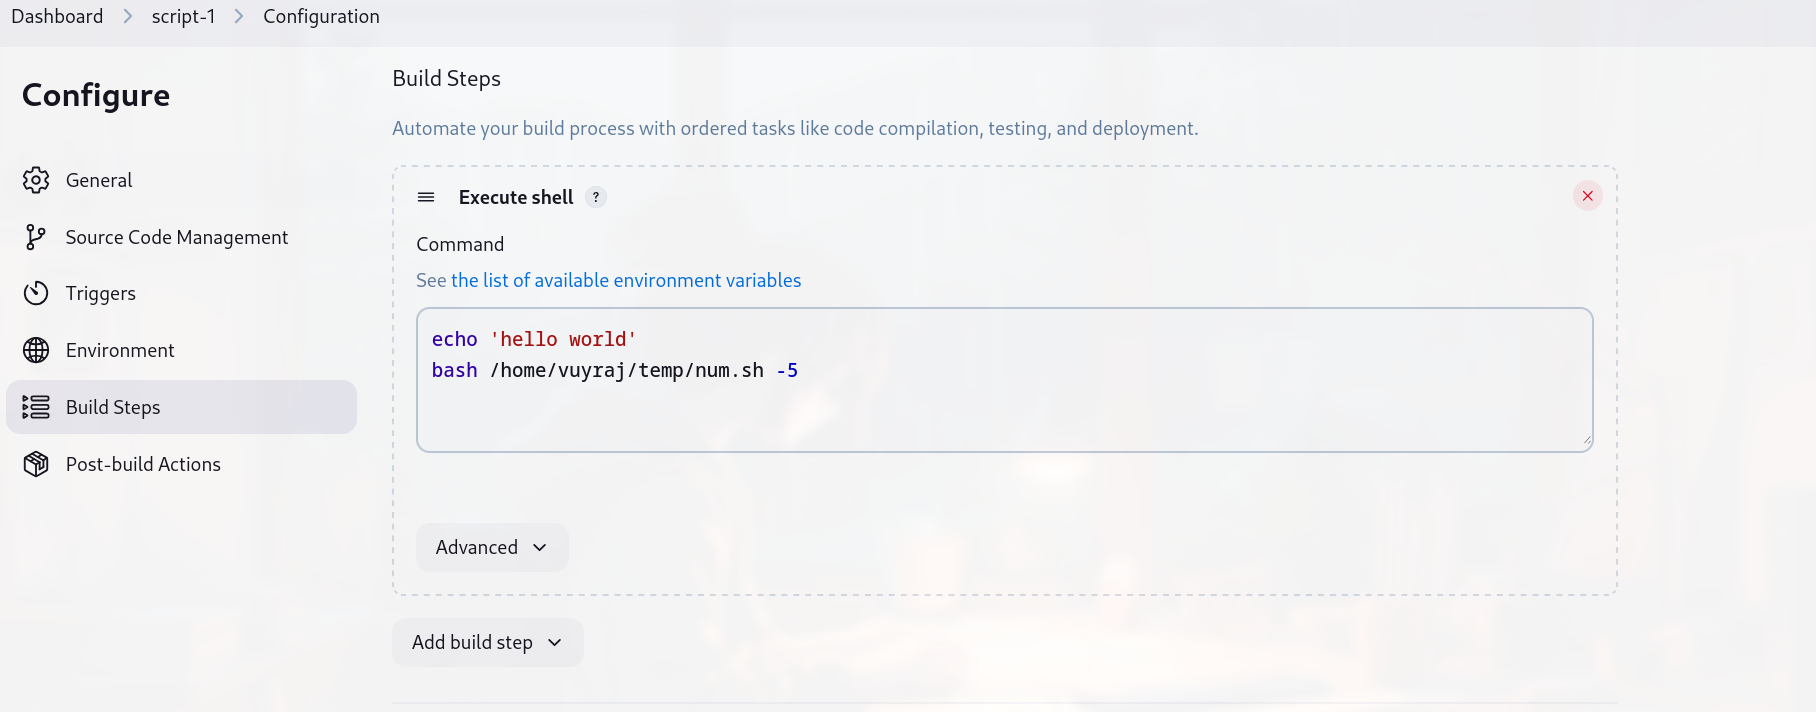 Dashboard > script-1 > Configuration
Configure
General
Source Code Management
Triggers
Environment
Build Steps
Post-build Actions
Build Steps
Automate your build process with ordered tasks like code compilation, testing, and deployment.
Execute shell ?
Command
See the list of available environment variables
echo 'hello world'
bash /home/vuyraj/temp/num.sh -5
Advanced
Add build step